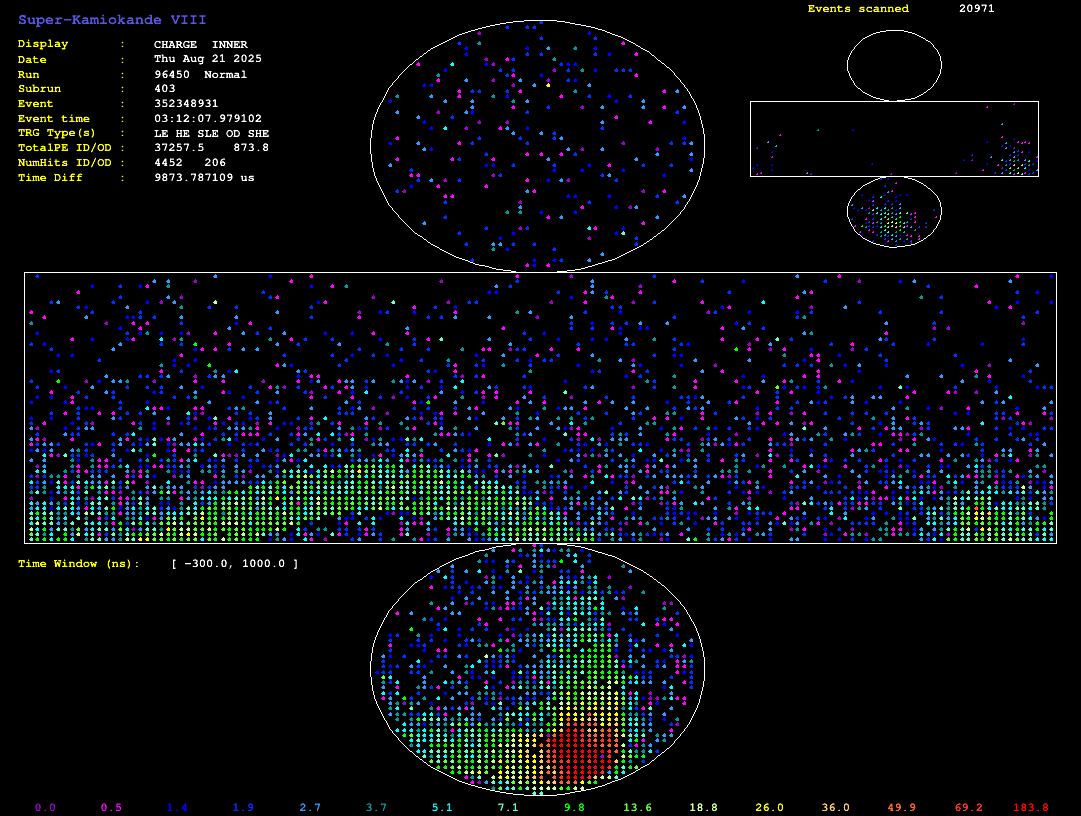 Super-Kamiokande VIII
Events scanned 20971
Display : CHARGE INNER
Date : Thu Aug 21 2025
Run : 96450 Normal
Subrun : 403
Event : 352348931
Event time : 03:12:07.979102
TRG Type(s) : LE HE SLE OD SHE
TotalPE ID/OD : 37257.5 873.8
NumHits ID/OD : 4452 206
Time Diff : 9873.787109 us
Time Window (ns): [ -300.0, 1000.0 ]
0.0 0.5 1.4 1.9 2.7 3.7 5.1 7.1 9.8 13.6 18.8 26.0 36.0 49.9 69.2 183.8